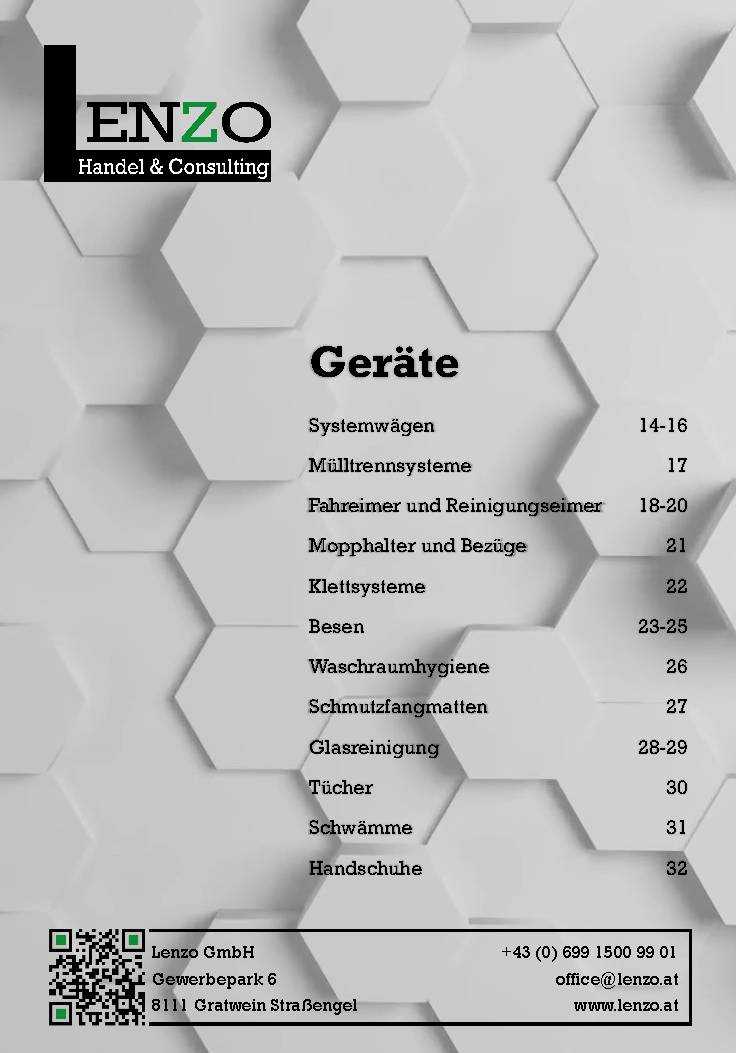 LENZO
Handel & Consulting
Geräte
Systemwägen 14-16
Mülltrennsysteme 17
Fahreimer und Reinigungseimer 18-20
Mopphalter und Bezüge 21
Klettsysteme 22
Besen 23-25
Waschraumhygiene 26
Schmutzfangmatten 27
Glasreinigung 28-29
Tücher 30
Schwämme 31
Handschuhe 32
Lenzo GmbH +43 (0) 699 1500 99 01
Gewerbepark 6 office@lenzo.at
8111 Gratwein Straßengel www.lenzo.at